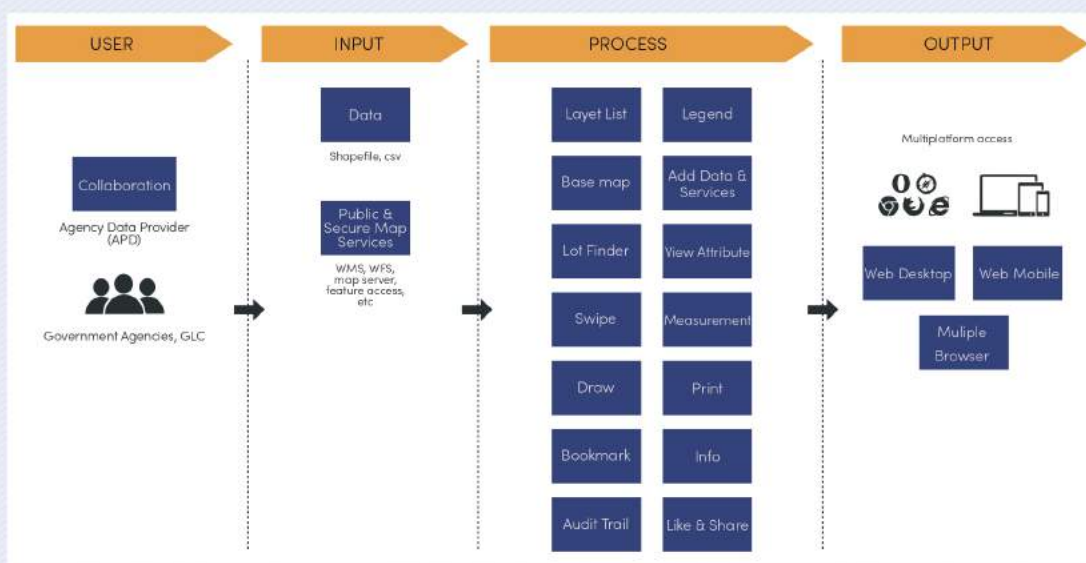 USER
INPUT
PROCESS
OUTPUT
Collaboration
Agency Data Provider
(APD)
Government Agencies, GLC
Data
Shapefile, csv
Public &
Secure Map
Services
WMS, WFS,
map server,
feature access,
etc
Layet List
Legend
Base map
Add Data &
Services
Lot Finder
View Attribute
Swipe
Measurement
Draw
Print
Bookmark
Info
Audit Trail
Like & Share
Multiplatform access
Web Desktop
Web Mobile
Muliple
Browser